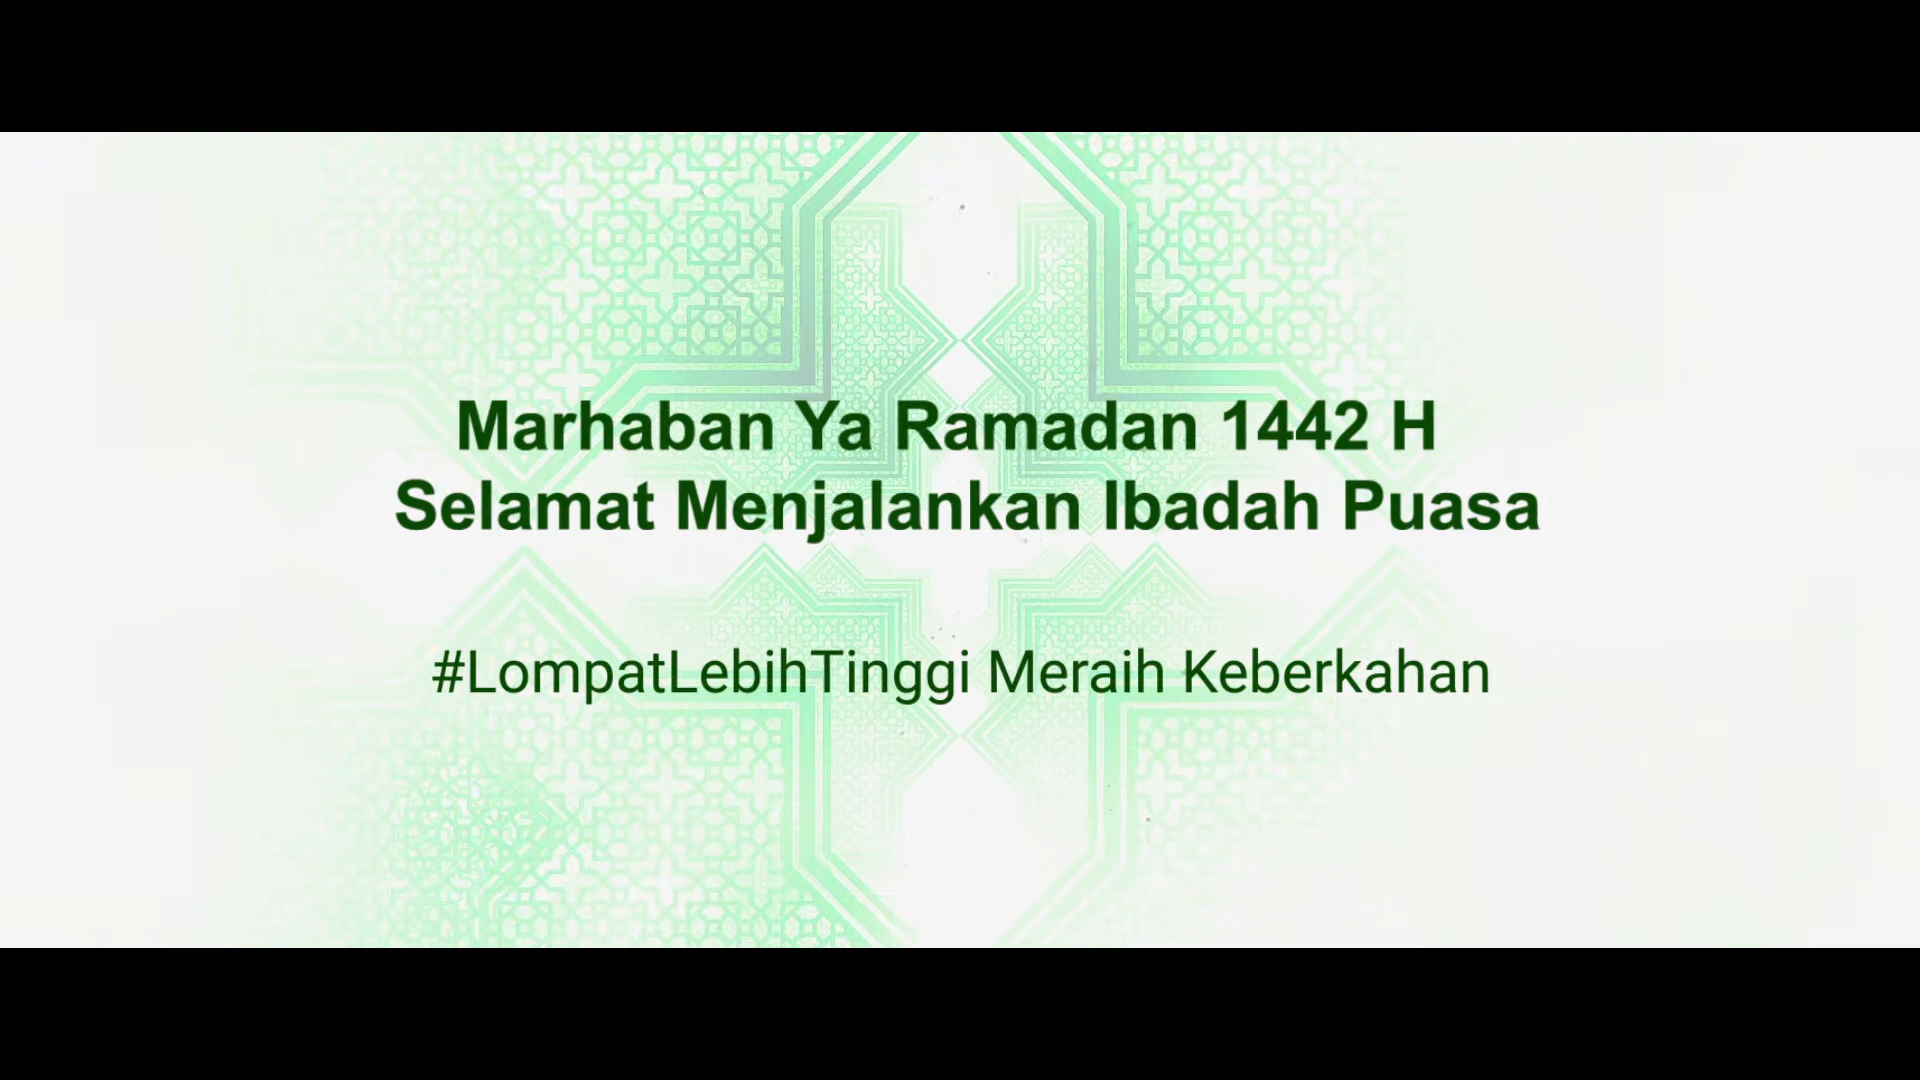 Marhaban Ya Ramadan 1442 H
Selamat Menjalankan Ibadah Puasa
#LompatLebihTinggi Meraih Keberkahan